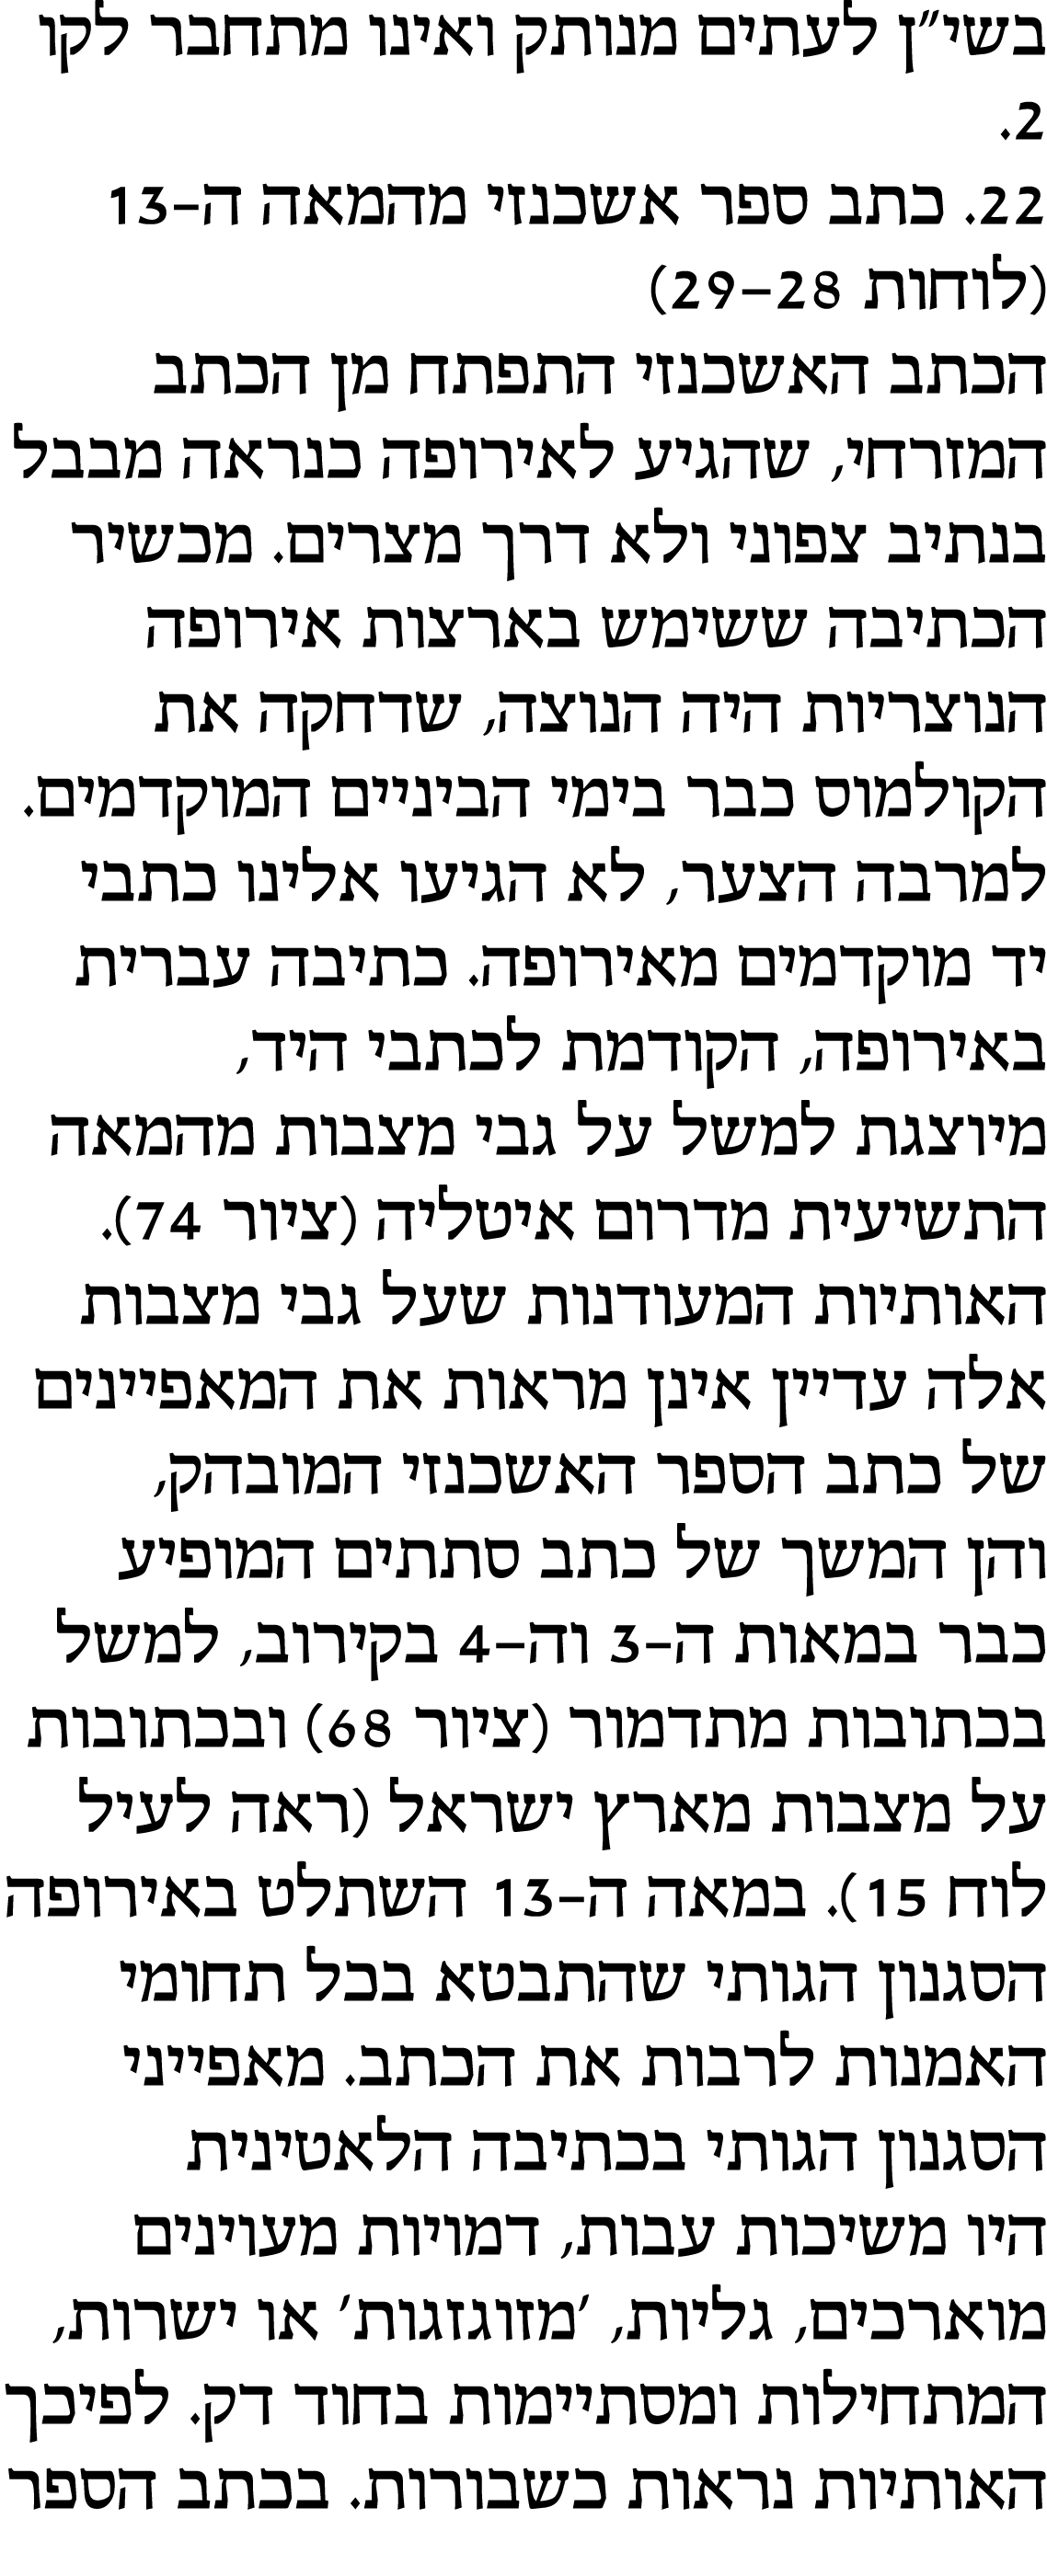 בשי״ן לעתים מנותק ואינו מתחבר לקו
2.
22. כתב ספר אשכנזי מהמאה ה–13
(לוחות 28–29)
הכתב האשכנזי התפתח מן הכתב
המזרחי, שהגיע לאירופה כנראה מבבל
בנתיב צפוני ולא דרך מצרים. מכשיר
הכתיבה ששימש בארצות אירופה
הנוצריות היה הנוצה, שדחקה את
הקולמוס כבר בימי הביניים המוקדמים.
למרבה הצער, לא הגיעו אלינו כתבי
יד מוקדמים מאירופה. כתיבה עברית
באירופה, הקודמת לכתבי היד,
מיוצגת למשל על גבי מצבות מהמאה
התשיעית מדרום איטליה (ציור 74).
האותיות המעודנות שעל גבי מצבות
אלה עדיין אינן מראות את המאפיינים
של כתב הספר האשכנזי המובהק,
והן המשך של כתב סתתים המופיע
כבר במאות ה–3 וה–4 בקירוב, למשל
בכתובות מתדמור (ציור 68) ובכתובות
על מצבות מארץ ישראל (ראה לעיל
לוח 15). במאה ה–13 השתלט באירופה
הסגנון הגותי שהתבטא בכל תחומי
האמנות לרבות את הכתב. מאפייני
הסגנון הגותי בכתיבה הלאטינית
היו משיכות עבות, דמויות מעוינים
מוארכים, גליות, ׳מזוגזגות׳ או ישרות,
המתחילות ומסתיימות בחוד דק. לפיכך
האותיות נראות כשבורות. בכתב הספר